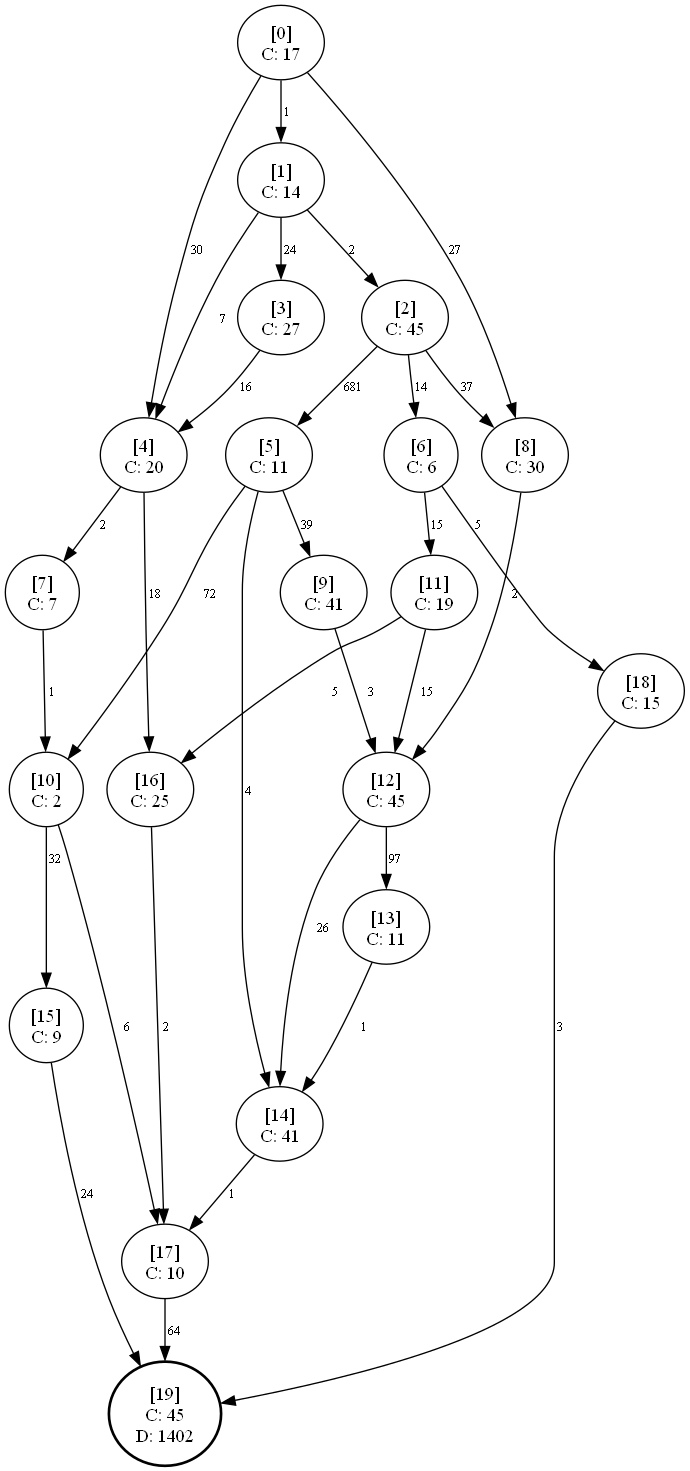 [0]
C: 17
1
[1]
C: 14
30
24
2
27
7
[3]
C: 27
[2]
C: 45
16
681
14
37
[4]
C: 20
[5]
C: 11
[6]
C: 6
[8]
C: 30
2
39
15
5
[7]
C: 7
72
18
[9]
C: 41
[11]
C: 19
2
1
5
3
15
[18]
C: 15
[10]
C: 2
[16]
C: 25
4
[12]
C: 45
32
97
26
[13]
C: 11
[15]
C: 9
6
2
1
3
[14]
C: 41
24
1
[17]
C: 10
64
[19]
C: 45
D: 1402